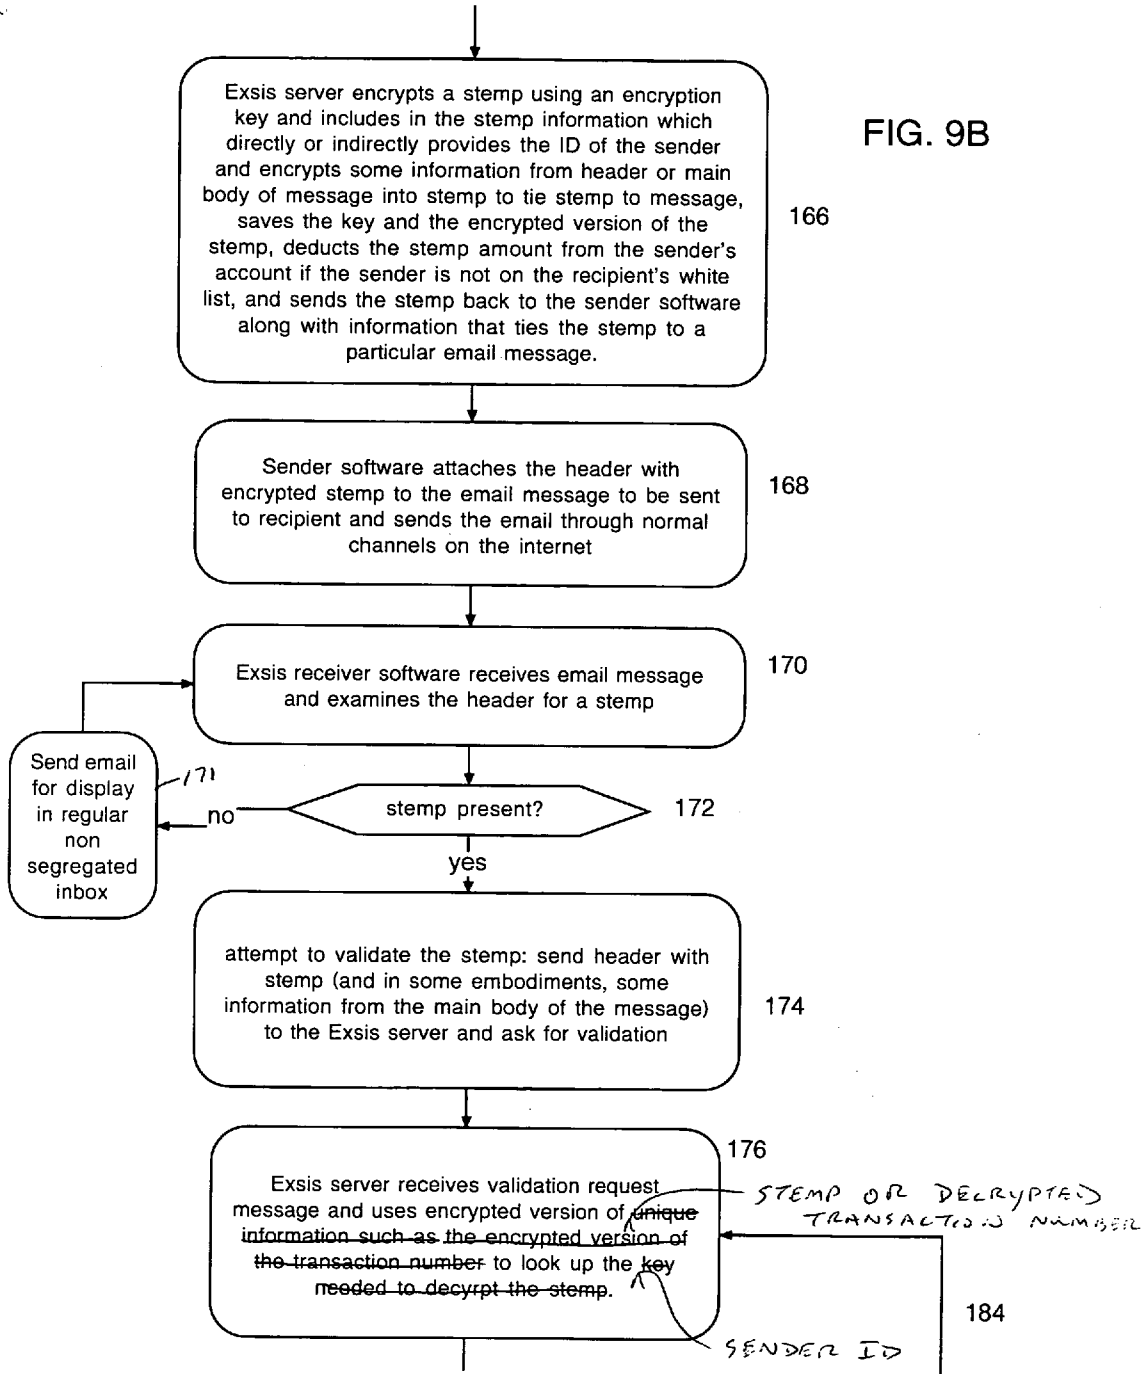 Exsis server encrypts a stemp using an encryption
key and includes in the stemp information which
directly or indirectly provides the ID of the sender
and encrypts some information from header or main
body of message into stemp to tie stemp to message,
saves the key and the encrypted version of the
stemp, deducts the stemp amount from the sender's
account if the sender is not on the recipient's white
list, and sends the stemp back to the sender software
along with information that ties the stemp to a
particular email message.
FIG. 9B
166
Sender software attaches the header with
encrypted stemp to the email message to be sent
to recipient and sends the email through normal
channels on the internet
168
Exsis receiver software receives email message
and examines the header for a stemp
170
Send email
for display
in regular
non
segregated
inbox
171
no
stemp present?
172
yes
attempt to validate the stemp: send header with
stemp (and in some embodiments, some
information from the main body of the message)
to the Exsis server and ask for validation
174
176
Exsis server receives validation request
message and uses encrypted version of unique
information such as the encrypted version of
the transaction number to look up the key
needed to decyrpt the stemp.
STEMP OR DECRYPTED
TRANSACTION NUMBER
184
SENDER ID